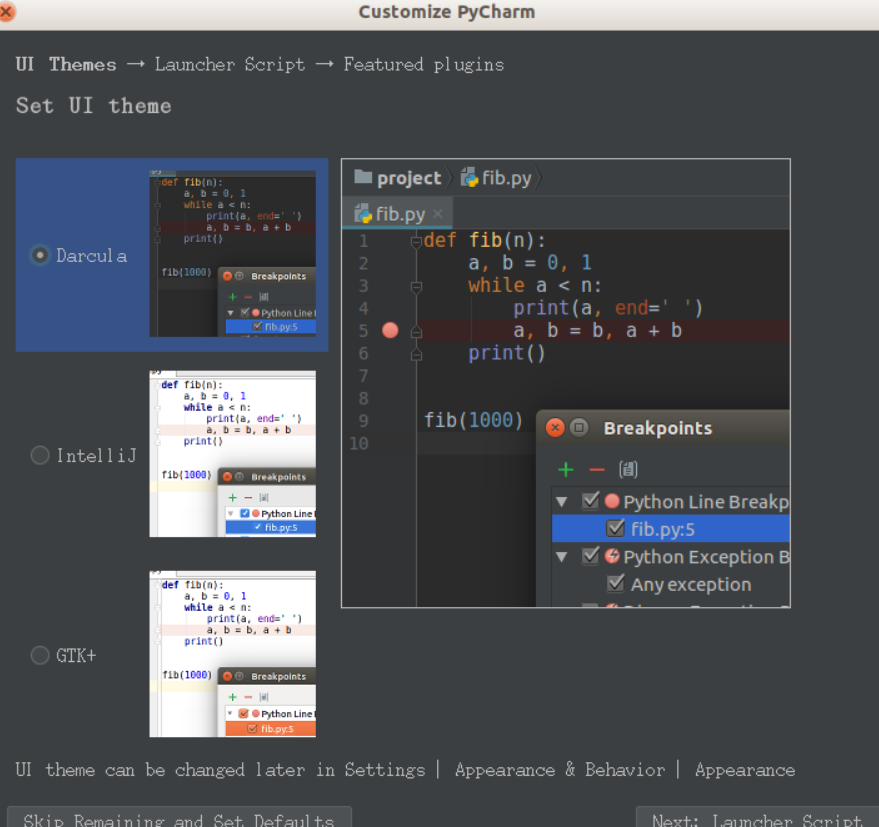 Customize PyCharm
UI Themes → Launcher Script → Featured plugins
Set UI theme
Darcula
def fib(n):
a, b = 0, 1
while a < n:
print(a, end=' ')
a, b = b, a + b
print()
fib(1000)
Breakpoints
Python Line
fib.py:5
IntelliJ
def fib(n):
a, b = 0, 1
while a < n:
print(a, end=' ')
a, b = b, a + b
print()
fib(1000)
Breakpoints
Python Line
fib.py:5
GTK+
def fib(n):
a, b = 0, 1
while a < n:
print(a, end=' ')
a, b = b, a + b
print()
fib(1000)
Breakpoints
Python Line
fib.py:5
project fib.py
fib.py
1 def fib(n):
2 a, b = 0, 1
3 while a < n:
4 print(a, end=' ')
5 a, b = b, a + b
6 print()
7
8
9 fib(1000)
10
Breakpoints
Python Line Breakp
fib.py:5
Python Exception B
Any exception
UI theme can be changed later in Settings | Appearance & Behavior | Appearance
Skip Remaining and Set Defaults
Next: Launcher Script